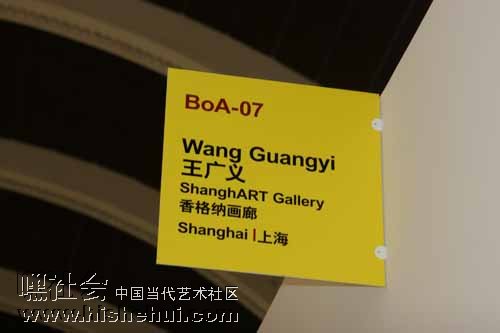 BoA-07
Wang Guangyi
王广义
ShanghART Gallery
香格纳画廊
Shanghai | 上海
嘿社会 中国当代艺术社区
www.hishehui.com